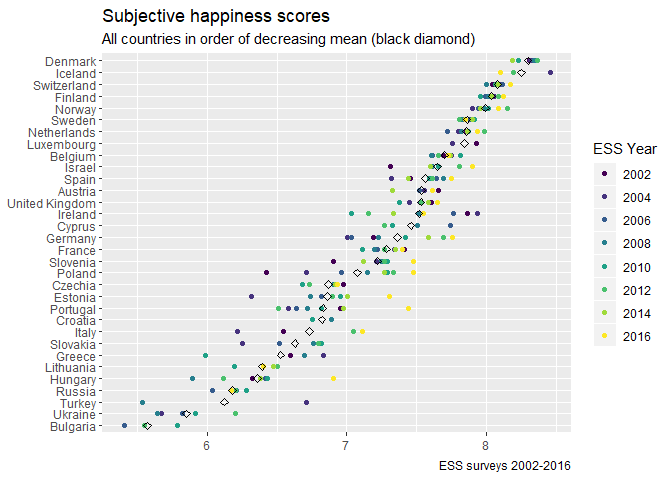 Subjective happiness scores
All countries in order of decreasing mean (black diamond)
Denmark
Iceland
Switzerland
Finland
Norway
Sweden
Netherlands
Luxembourg
Belgium
Israel
Spain
Austria
United Kingdom
Ireland
Cyprus
Germany
France
Slovenia
Poland
Czechia
Estonia
Portugal
Croatia
Italy
Slovakia
Greece
Lithuania
Hungary
Russia
Turkey
Ukraine
Bulgaria
6 7 8
ESS surveys 2002-2016
ESS Year
2002
2004
2006
2008
2010
2012
2014
2016